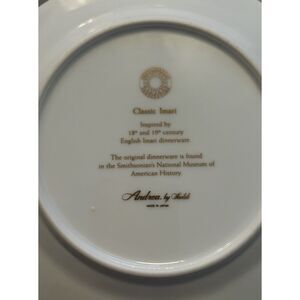 Classic Imari
Inspired by
18th and 19th century
English Imari dinnerware
The original dinnerware is found
in the Smithsonian's National Museum of
American History
Andrea by Sadek
MADE IN JAPAN